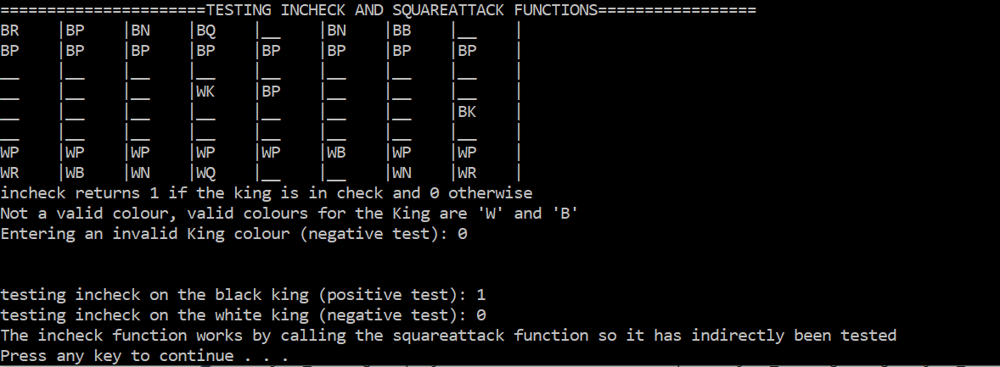 ======================TESTING INCHECK AND SQUAREATTACK FUNCTIONS=================
BR |BP |BN |BQ |__ |BN |BB |__ |
BP |BP |BP |BP |BP |BP |BP |BP |
__ |__ |__ |__ |__ |__ |__ |__ |
__ |__ |__ |WK |BP |__ |__ |__ |
__ |__ |__ |__ |__ |__ |__ |BK |
__ |__ |__ |__ |__ |__ |__ |__ |
WP |WP |WP |WP |WP |WB |WP |WP |
WR |WB |WN |WQ |__ |__ |WN |WR |
incheck returns 1 if the king is in check and 0 otherwise
Not a valid colour, valid colours for the King are 'W' and 'B'
Entering an invalid King colour (negative test): 0
testing incheck on the black king (positive test): 1
testing incheck on the white king (negative test): 0
The incheck function works by calling the squareattack function so it has indirectly been tested
Press any key to continue . . .